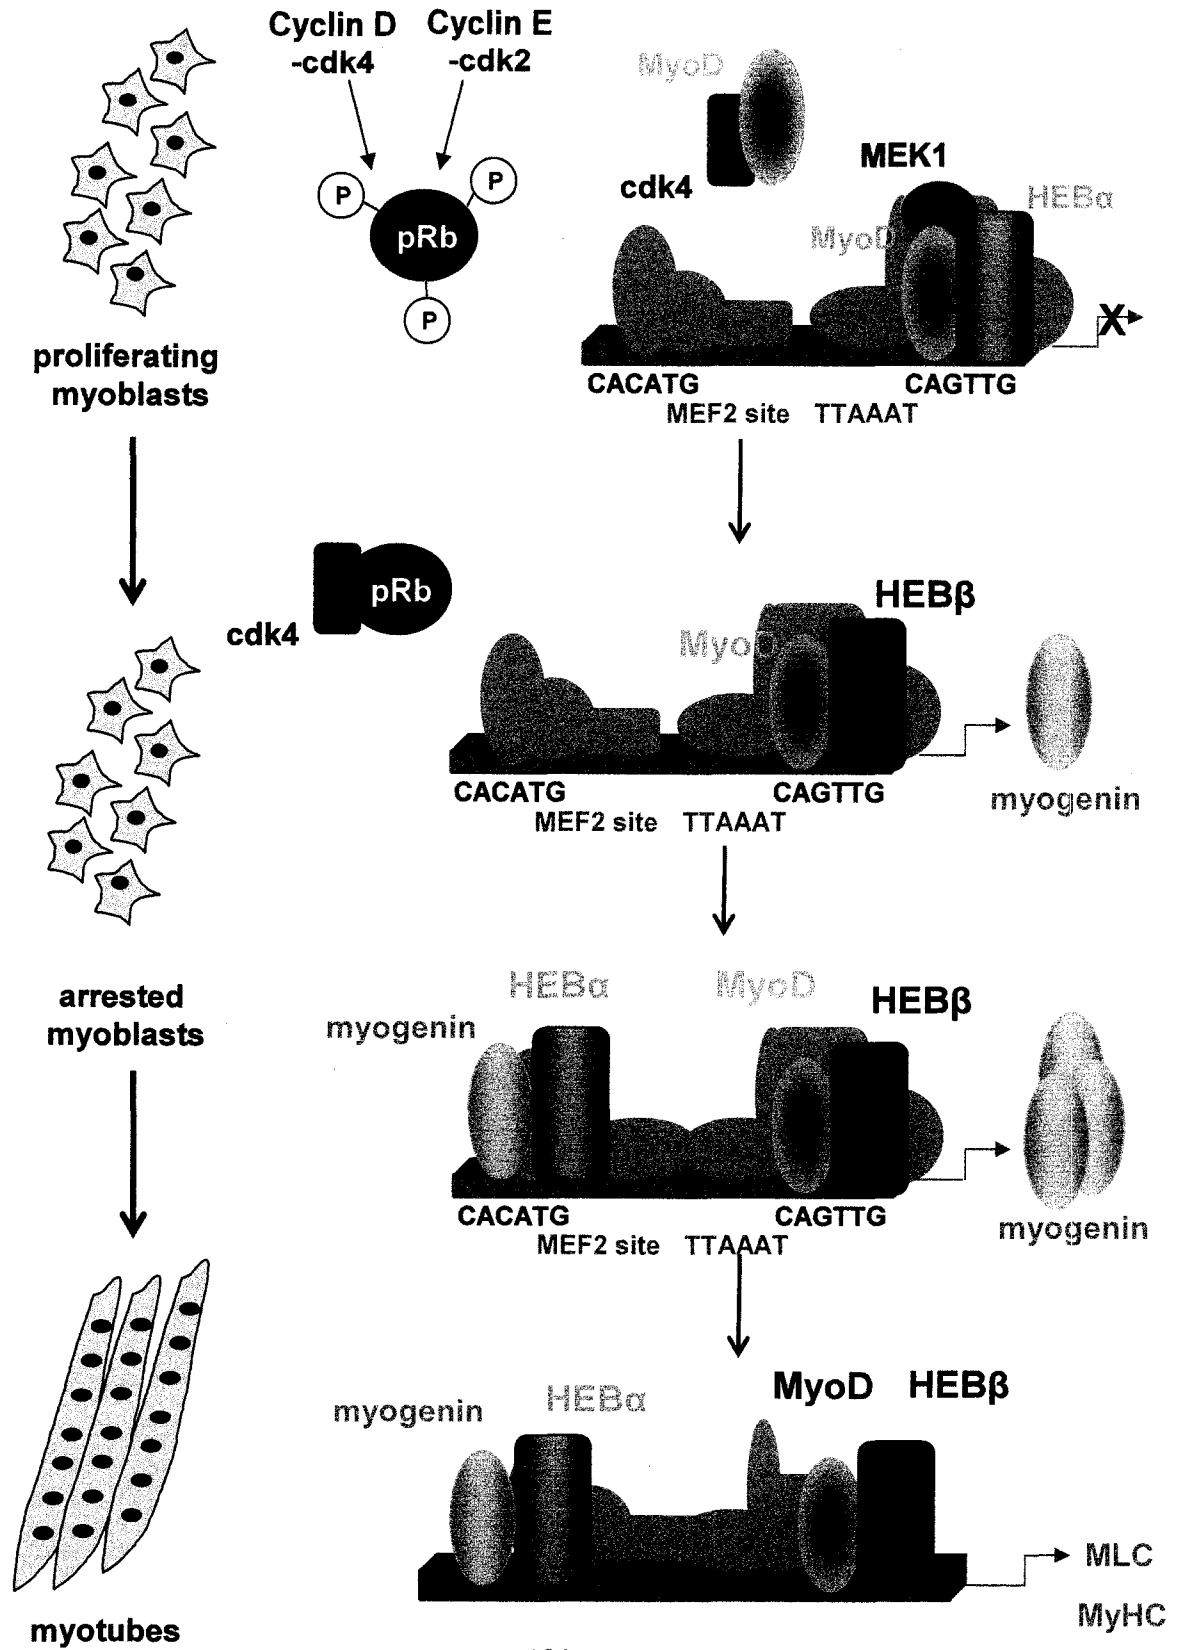 Cyclin D
-cdk4
Cyclin E
-cdk2
P
P
pRb
P
proliferating
myoblasts
MyoD
cdk4
MEK1
HEBα
MyoD
X
CACATG
CAGTTG
MEF2 site TTAAAT
cdk4
pRb
HEBβ
MyoD
CACATG
CAGTTG
MEF2 site TTAAAT
myogenin
arrested
myoblasts
HEBα
MyoD
HEBβ
myogenin
CACATG
CAGTTG
MEF2 site TTAAAT
myogenin
MyoD
HEBβ
HEBα
myogenin
MLC
MyHC
myotubes